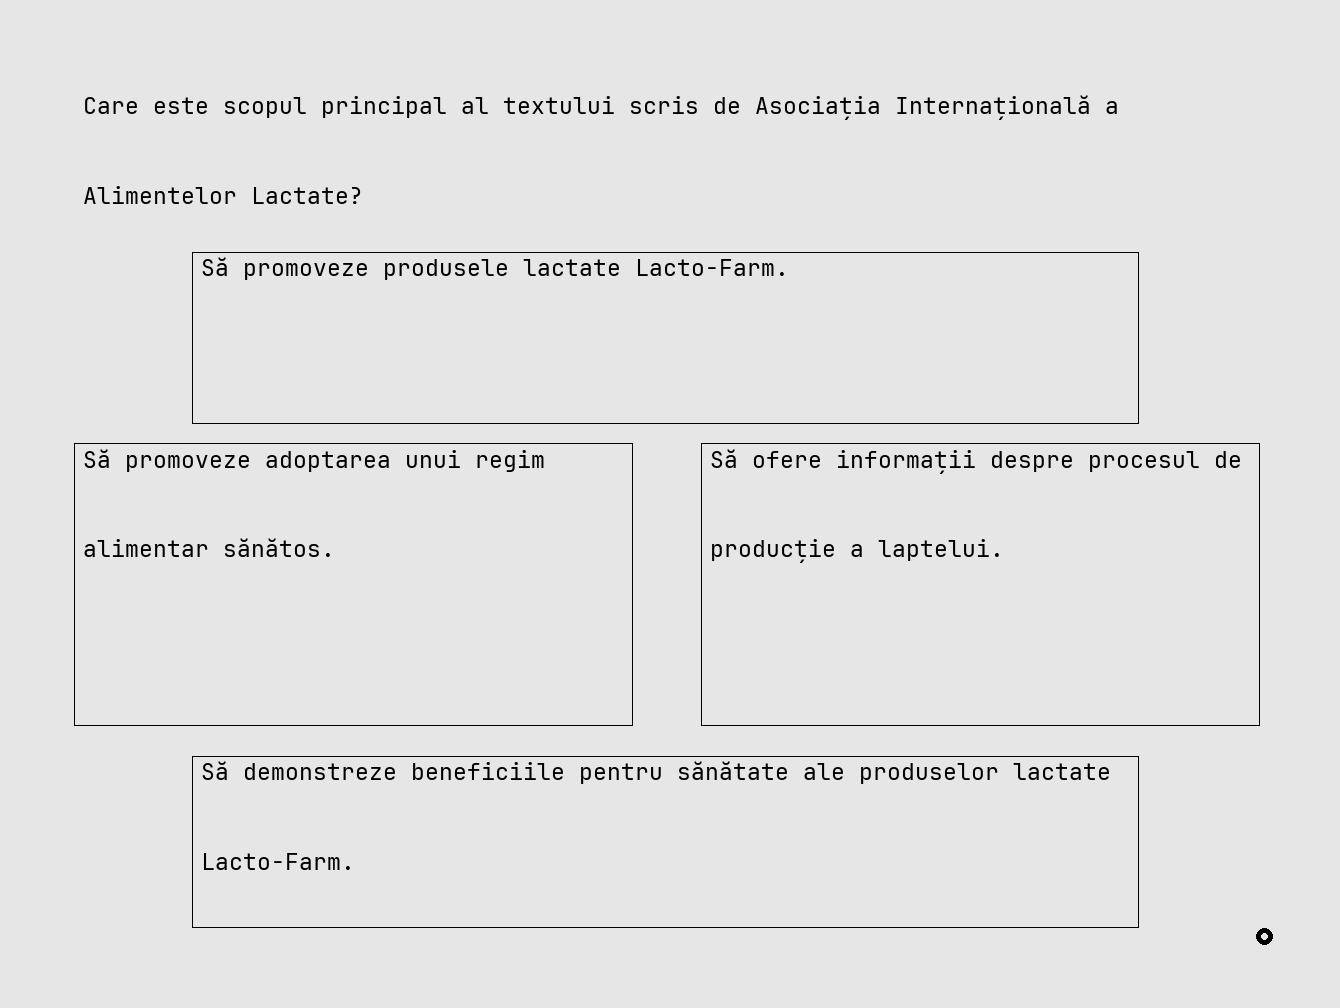 Care este scopul principal al textului scris de Asociația Internațională a
Alimentelor Lactate?
Să promoveze produsele lactate Lacto-Farm.
Să promoveze adoptarea unui regim
alimentar sănătos.
Să ofere informații despre procesul de
producție a laptelui.
Să demonstreze beneficiile pentru sănătate ale produselor lactate
Lacto-Farm.